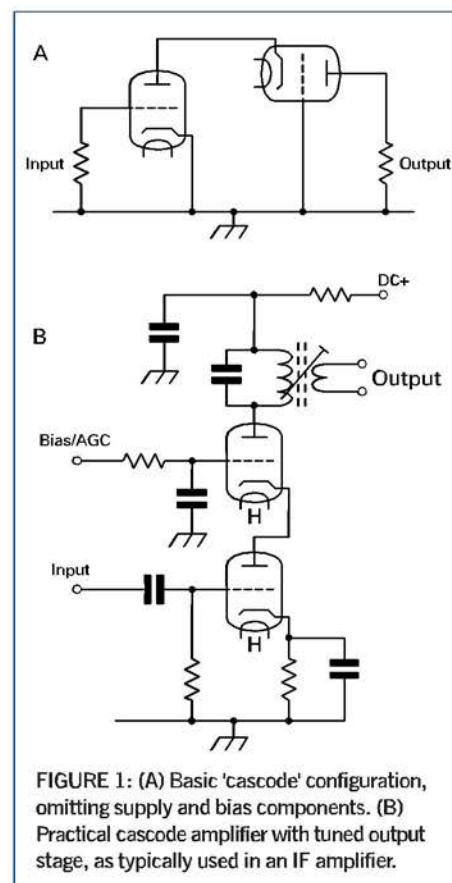 A
Input
Output
DC+
B
Output
Bias/AGC
H
Input
H
FIGURE 1: (A) Basic 'cascode' configuration,
omitting supply and bias components. (B)
Practical cascode amplifier with tuned output
stage, as typically used in an IF amplifier.